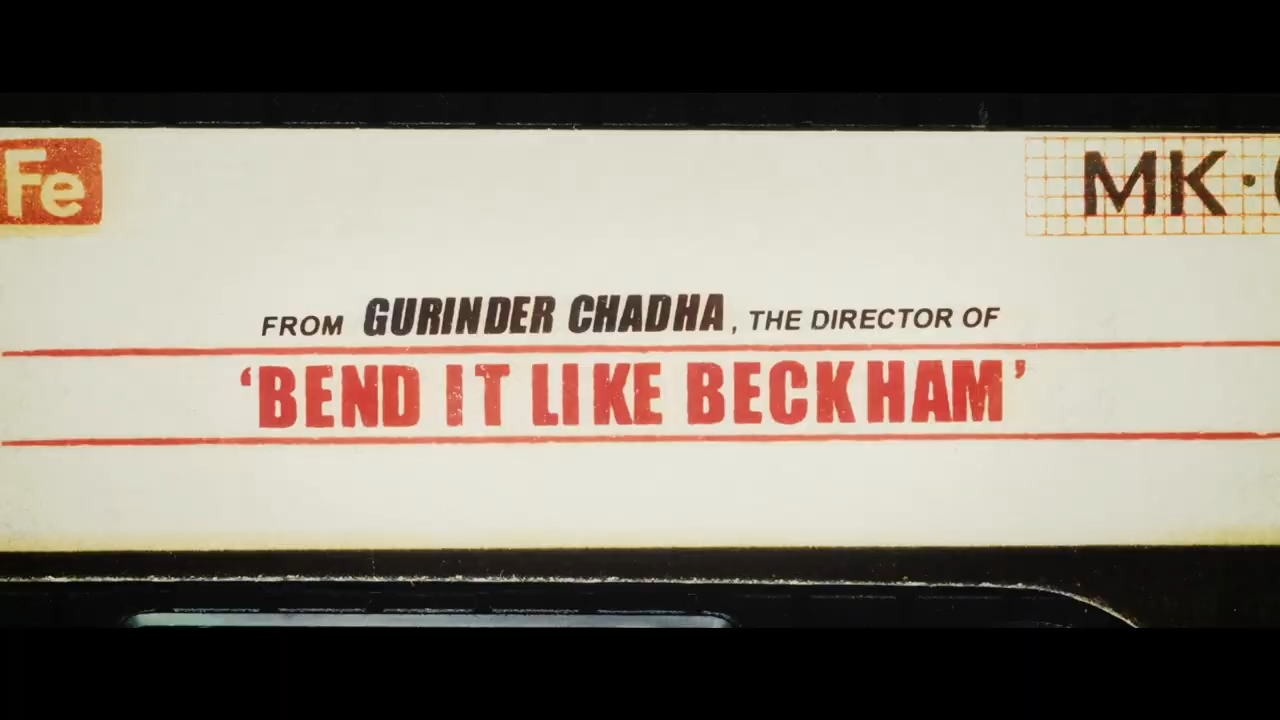 Fe
MK·
FROM GURINDER CHADHA, THE DIRECTOR OF
'BEND IT LIKE BECKHAM'